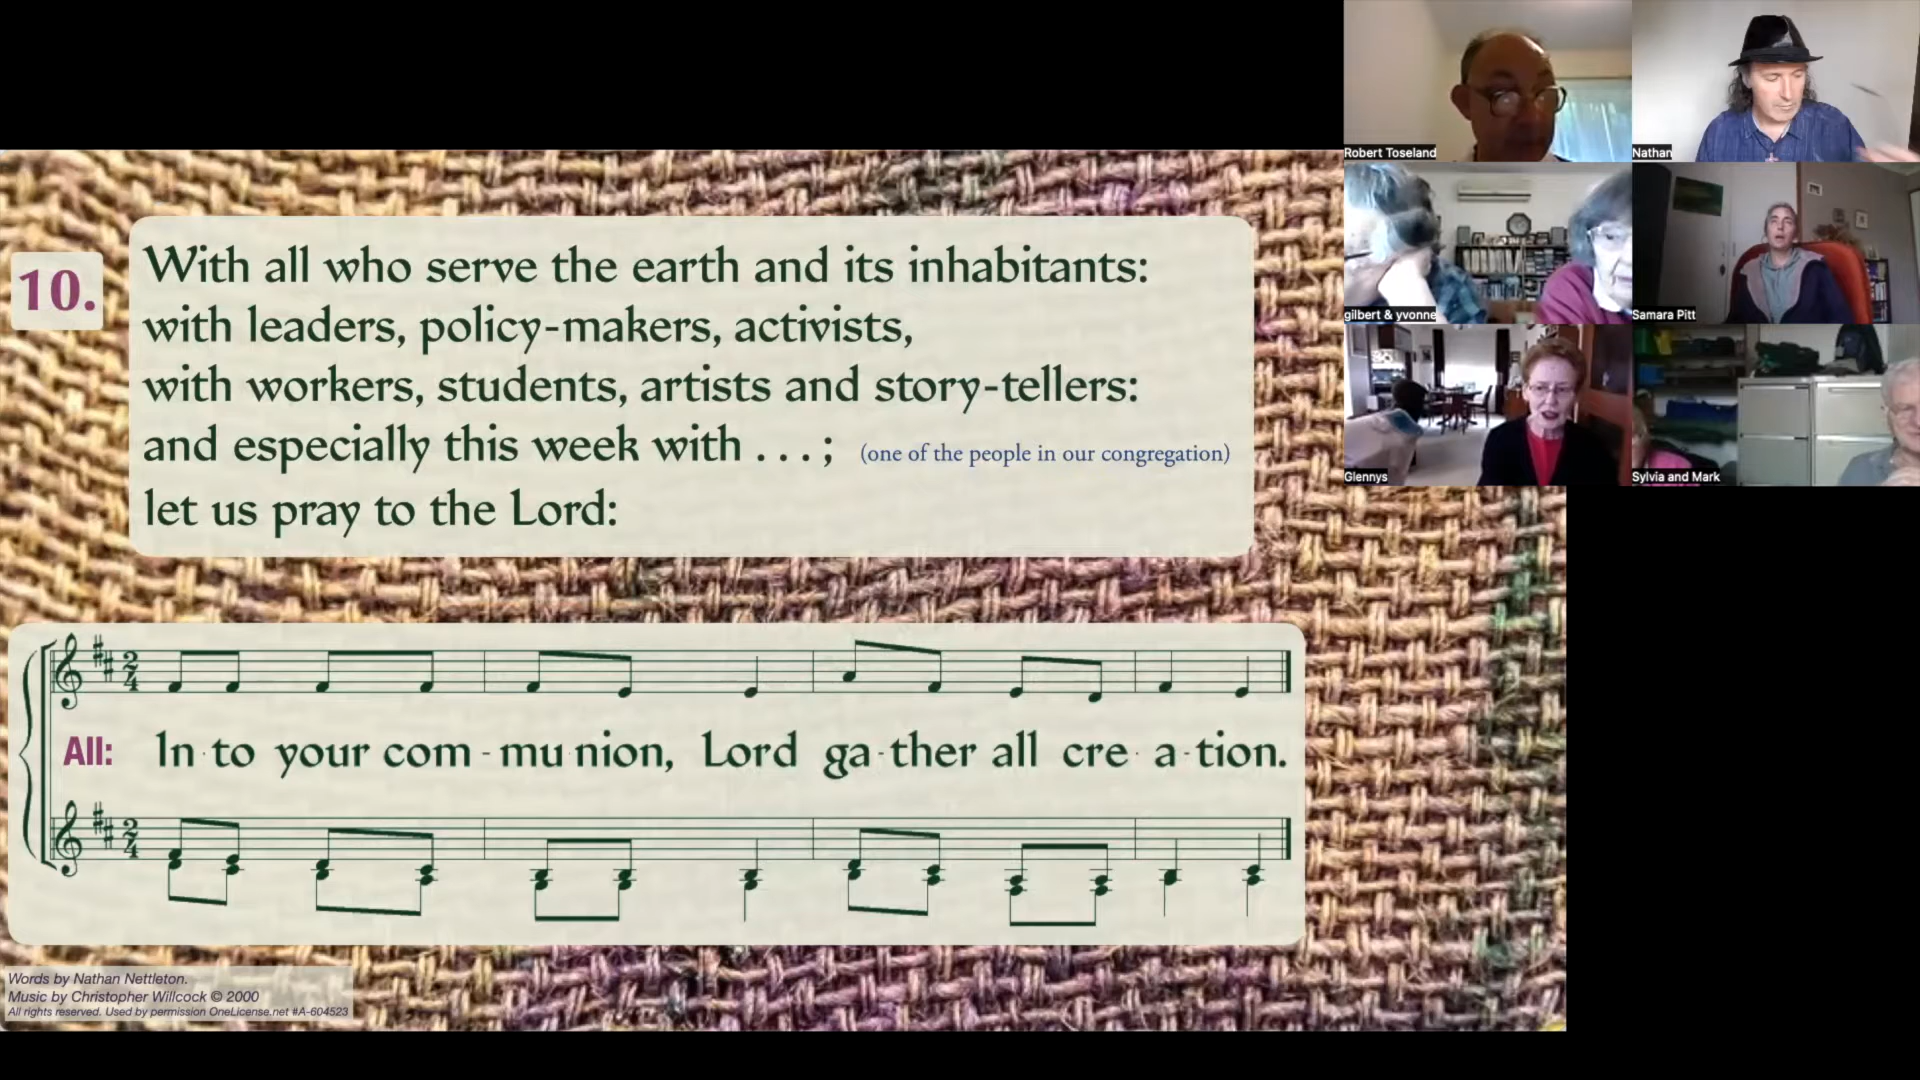 10.
With all who serve the earth and its inhabitants:
with leaders, policy-makers, activists,
with workers, students, artists and story-tellers:
and especially this week with . . . ; (one of the people in our congregation)
let us pray to the Lord:
2
4
All: In - to your com - mu nion, Lord ga - ther all cre - a - tion.
2
4
Words by Nathan Nettleton.
Music by Christopher Willcock © 2000
All rights reserved. Used by permission OneLicense.net #A-604523
Robert Toseland
Nathan
gilbert & yvonne
Samara Pitt
Glennys
Sylvia and Mark